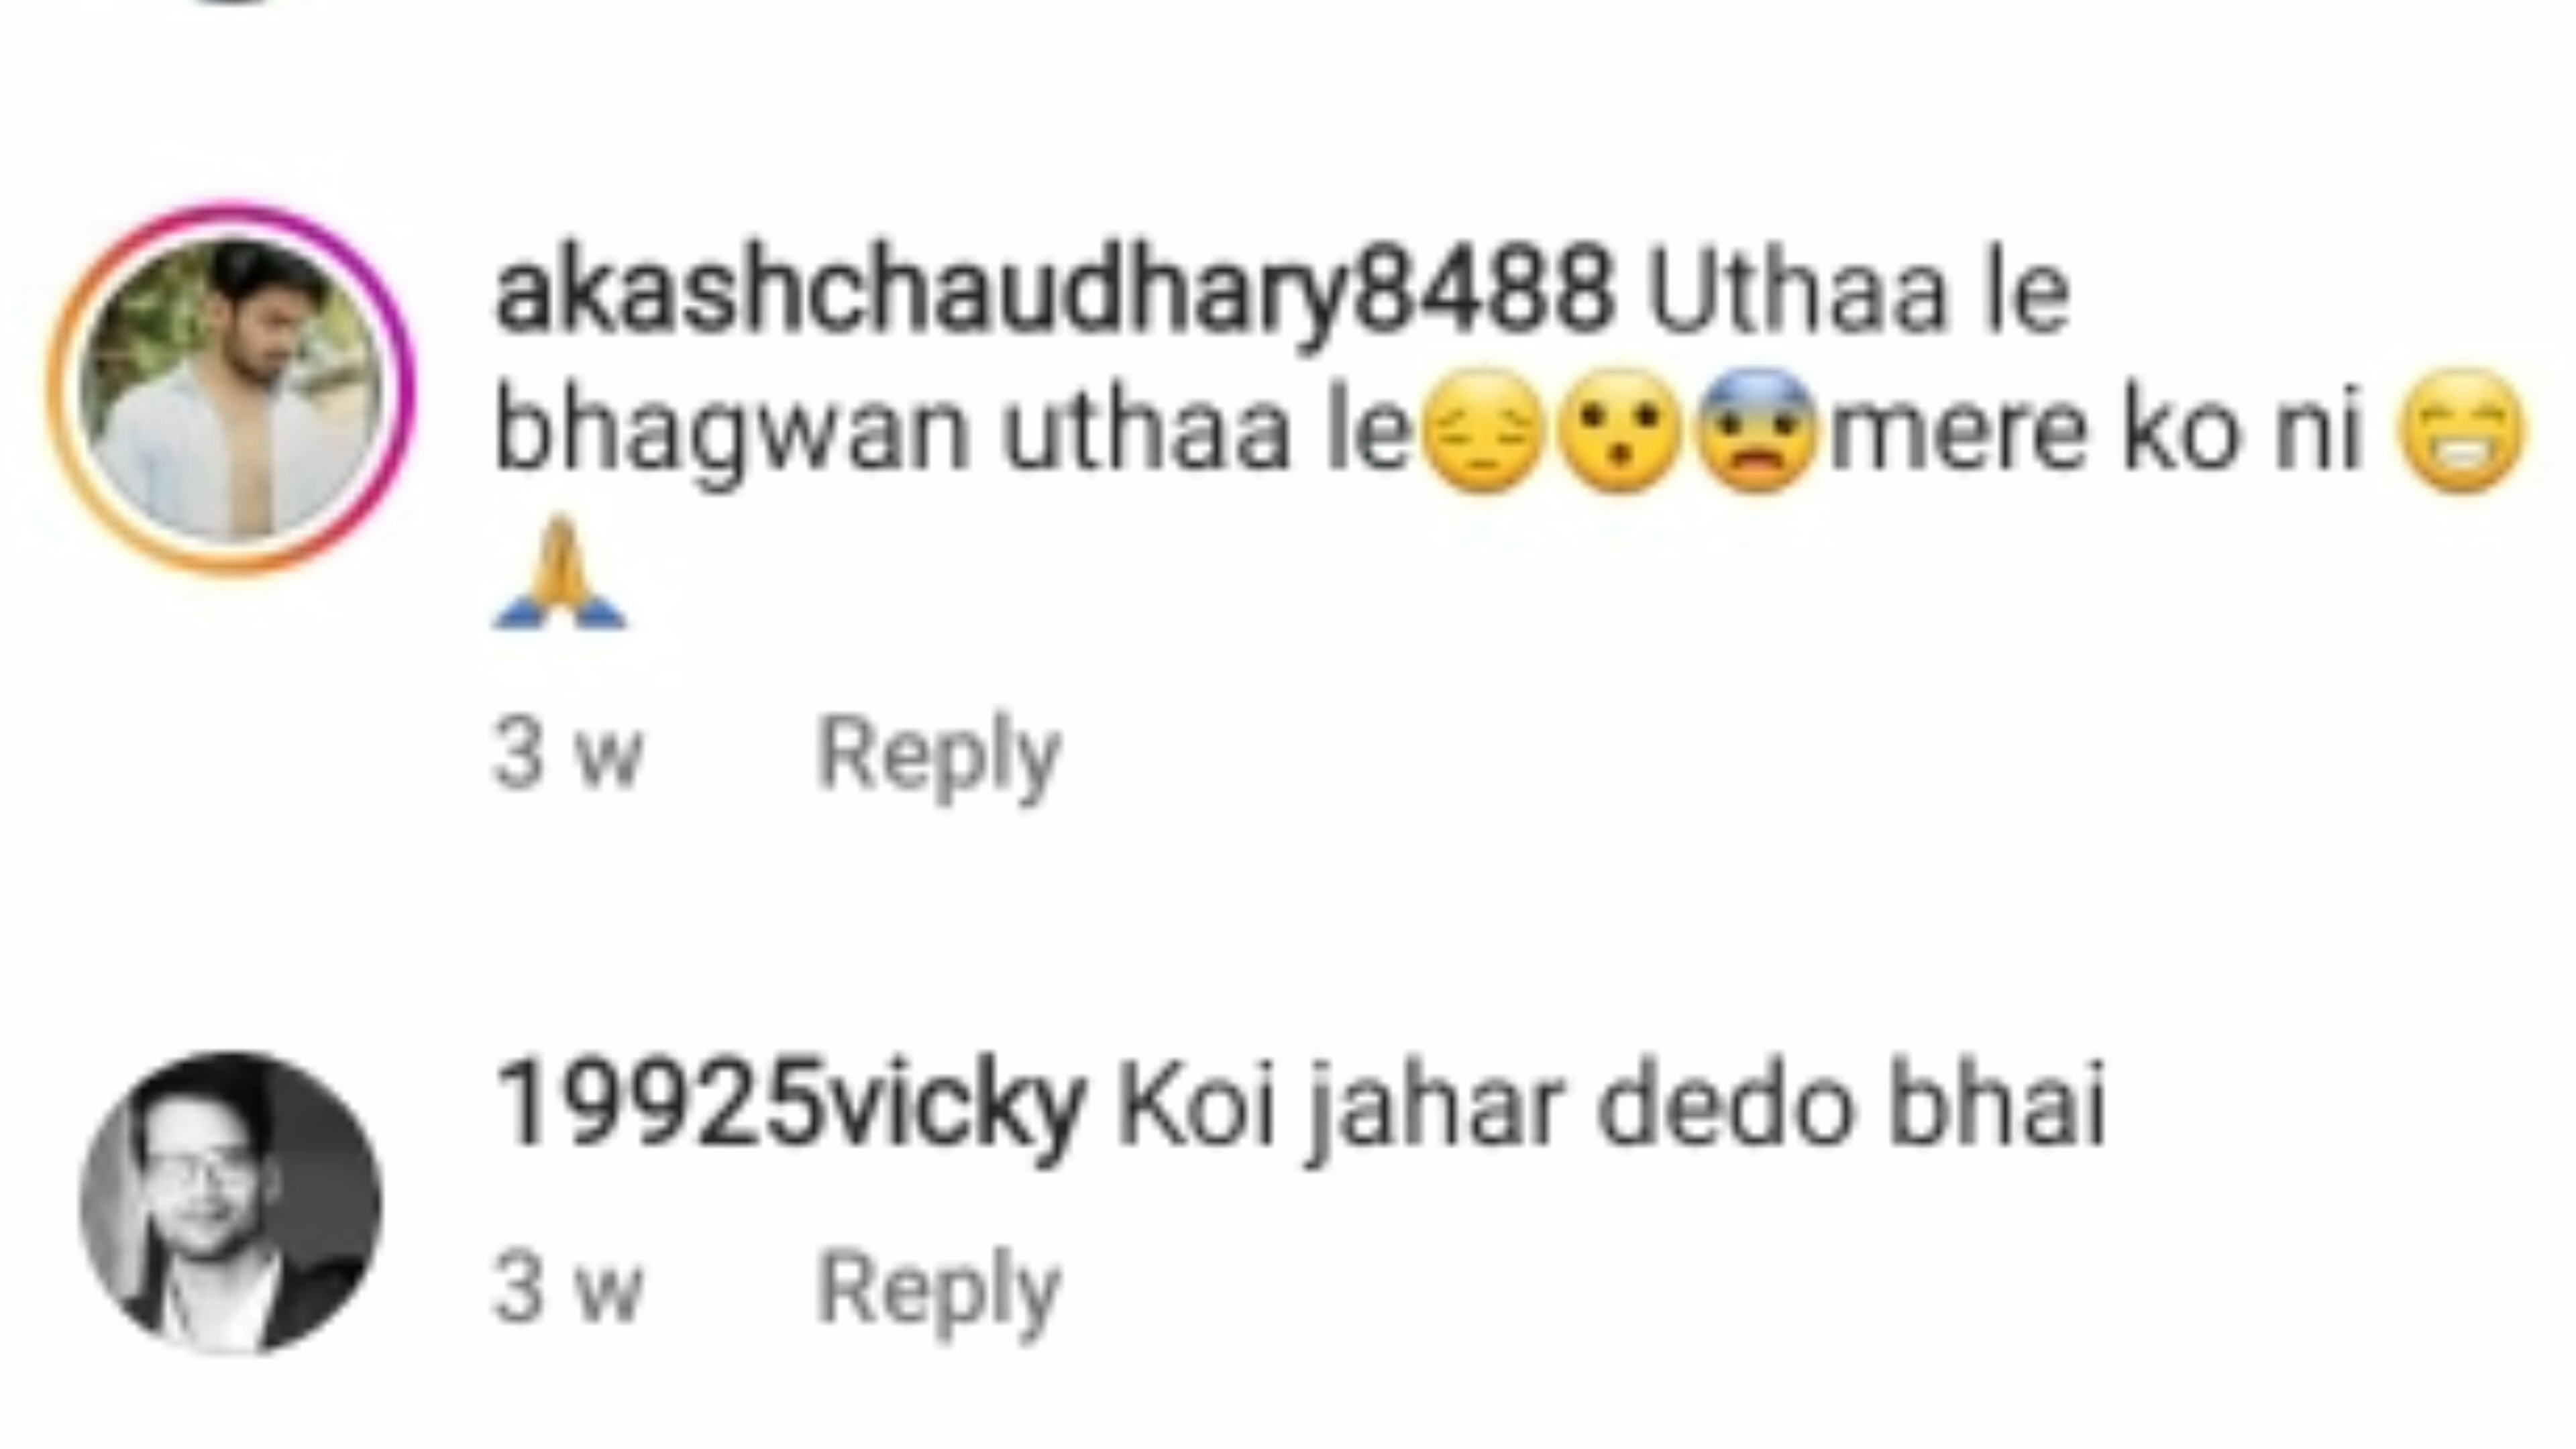 akashchaudhary8488 Uthaa le
bhagwan uthaa le😔😯😨mere ko ni 😁
🙏
3 w Reply
19925vicky Koi jahar dedo bhai
3 w Reply